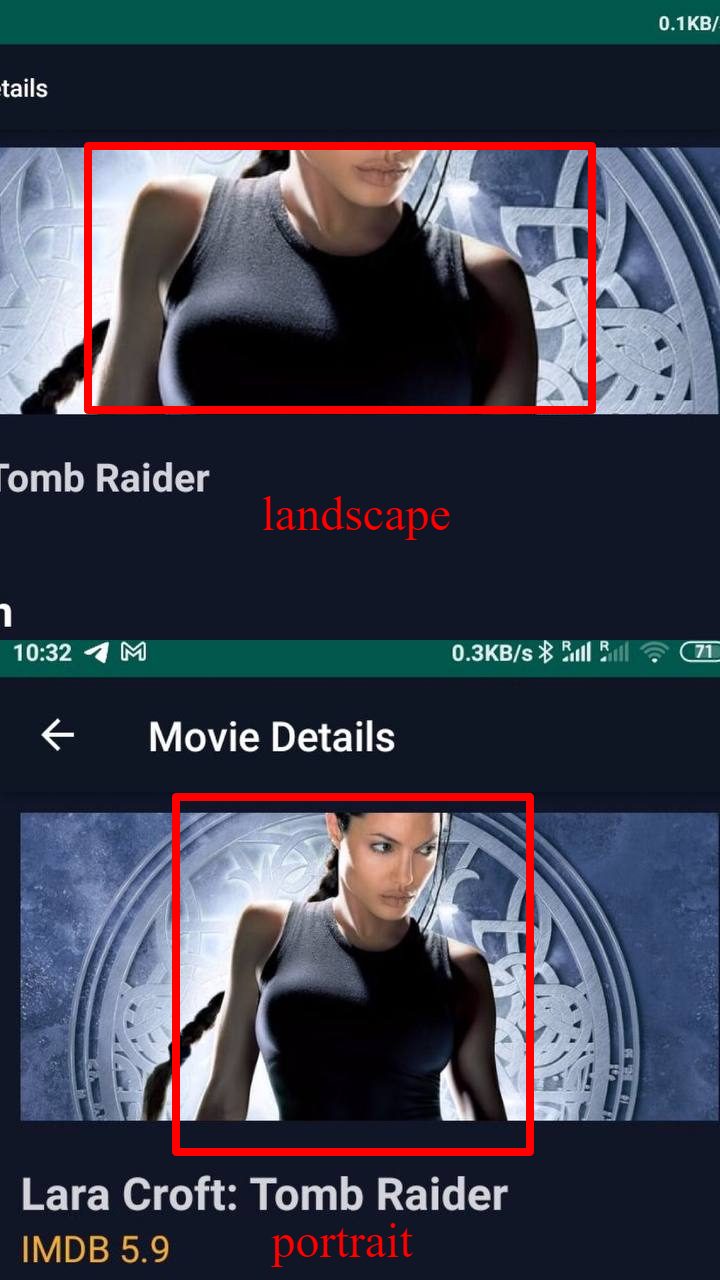 0.1KB/
etails
Tomb Raider
landscape
n
10:32 0.3KB/s R R 71
Movie Details
Lara Croft: Tomb Raider
IMDB 5.9
portrait